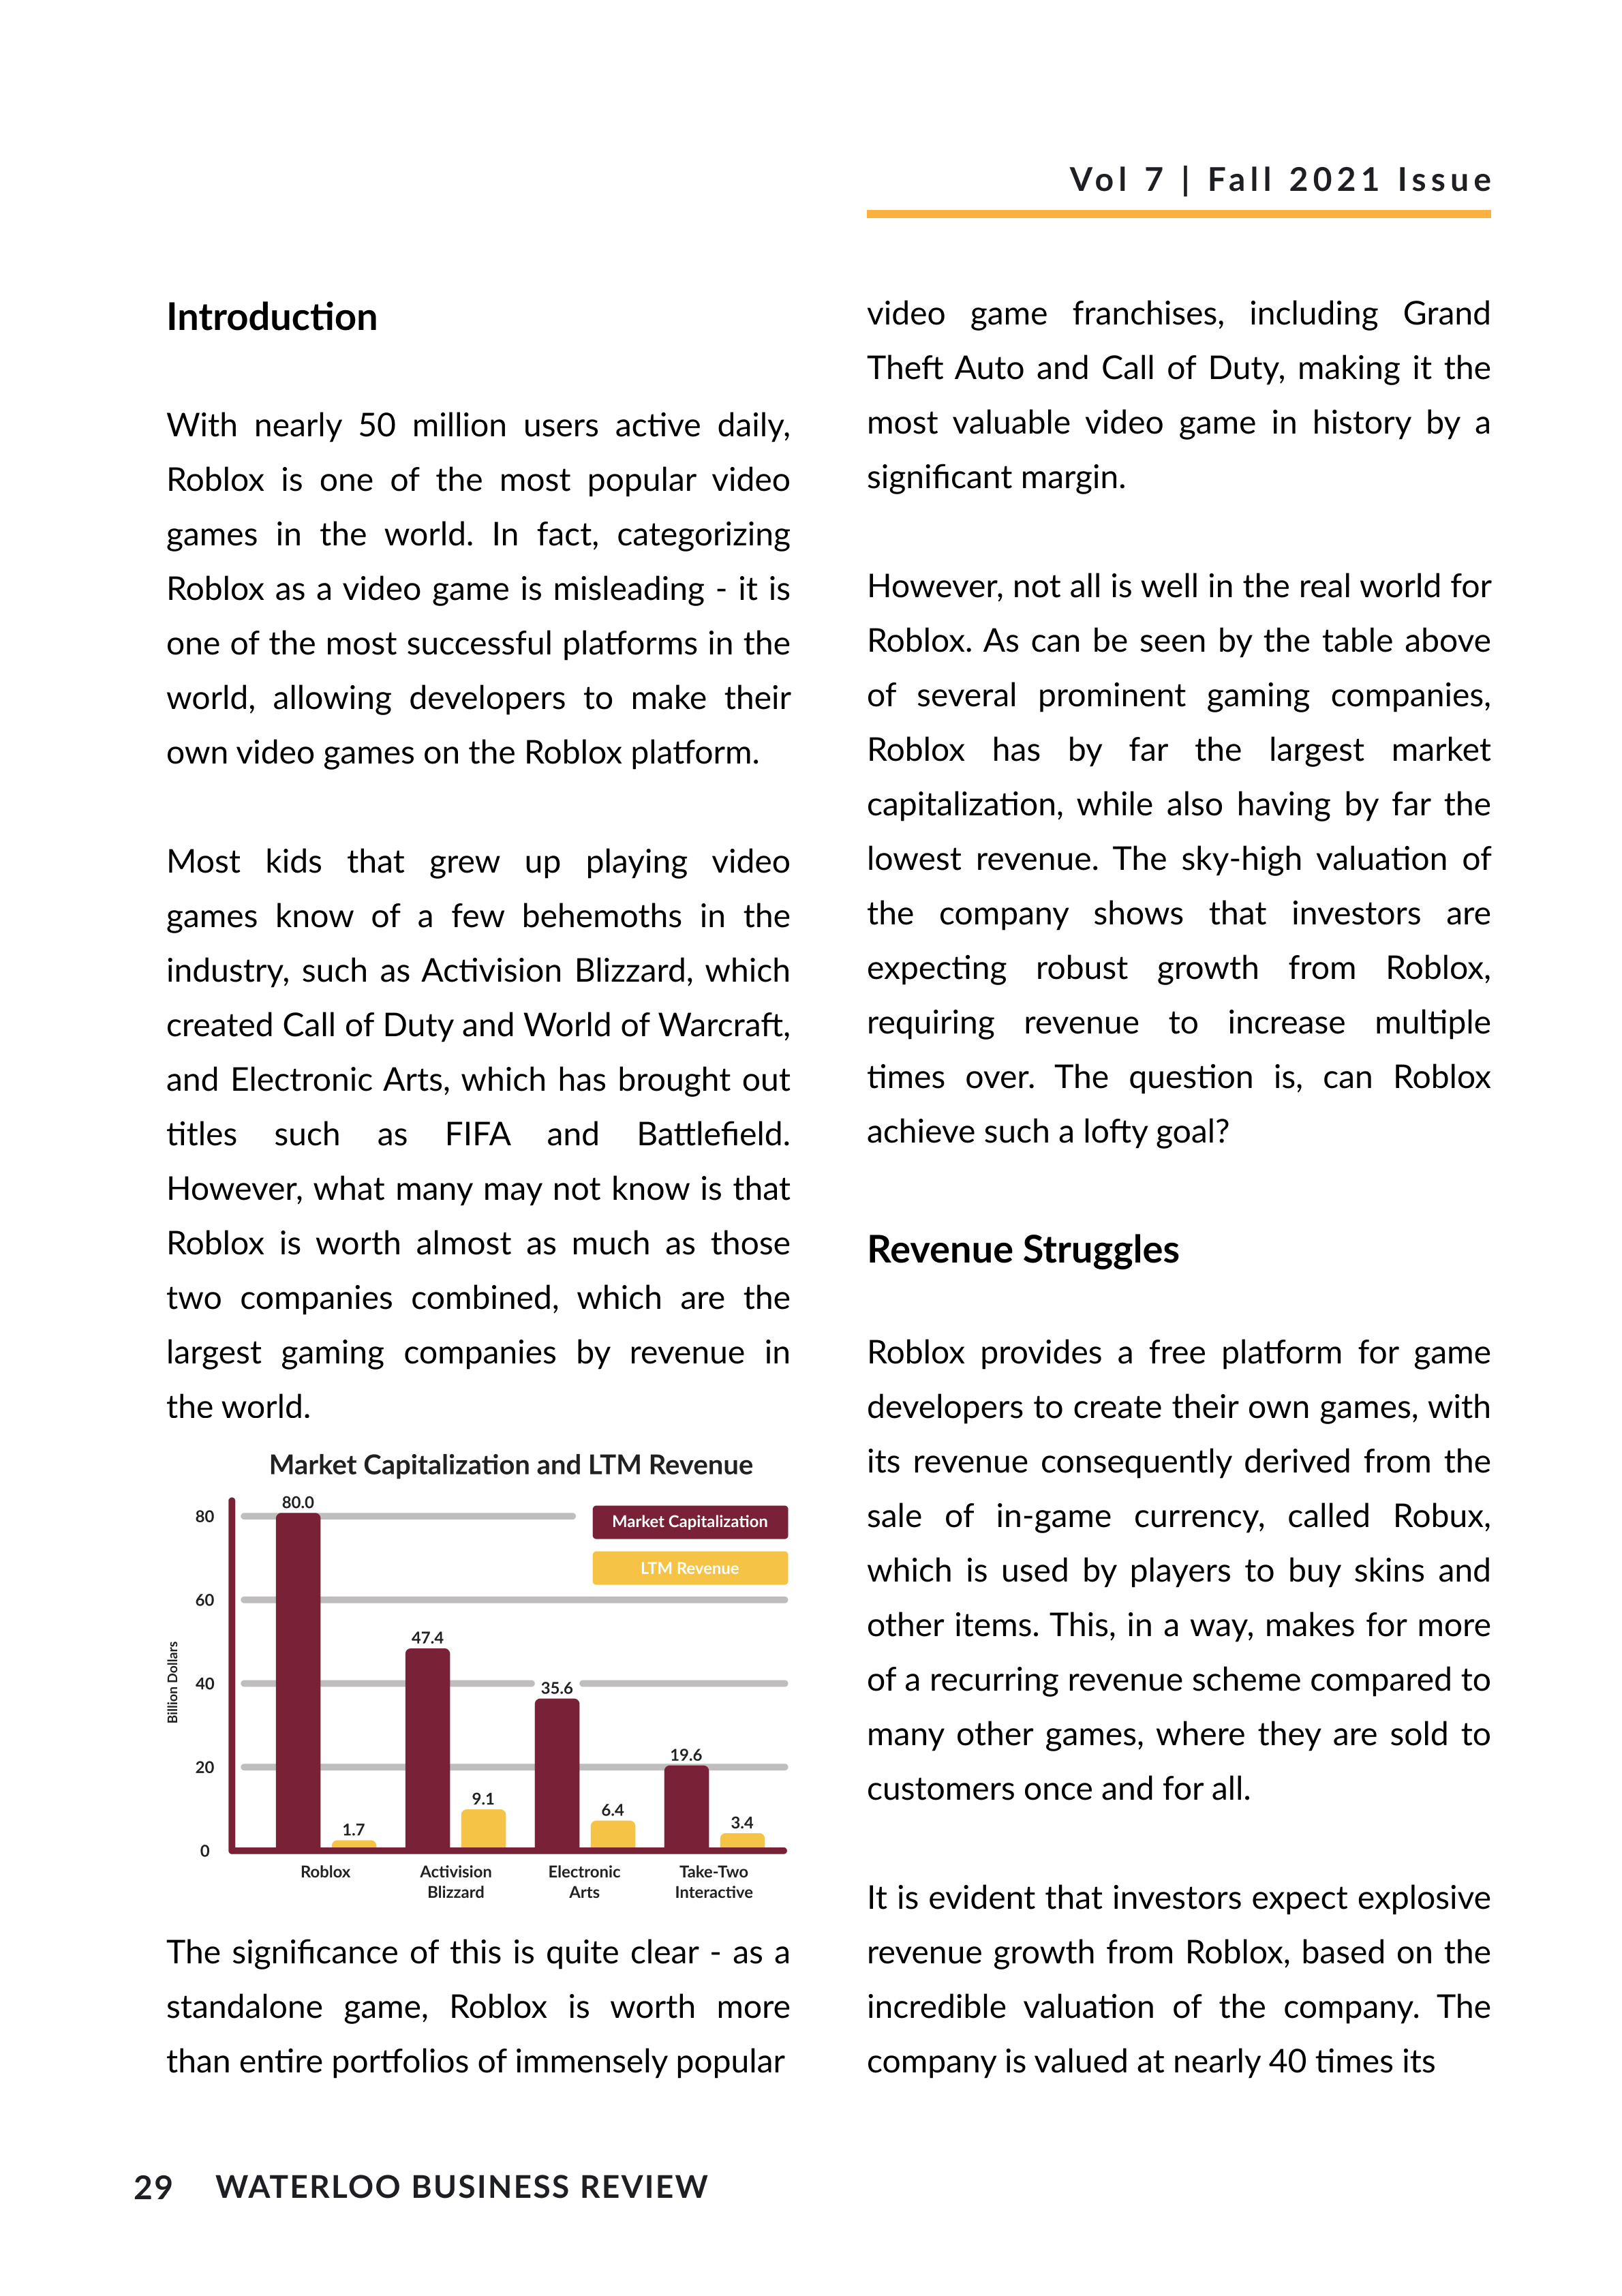 Vol 7 | Fall 2021 Issue
Introduction
With nearly 50 million users active daily,
Roblox is one of the most popular video
games in the world. In fact, categorizing
Roblox as a video game is misleading - it is
one of the most successful platforms in the
world, allowing developers to make their
own video games on the Roblox platform.
Most kids that grew up playing video
games know of a few behemoths in the
industry, such as Activision Blizzard, which
created Call of Duty and World of Warcraft,
and Electronic Arts, which has brought out
titles such as FIFA and Battlefield.
However, what many may not know is that
Roblox is worth almost as much as those
two companies combined, which are the
largest gaming companies by revenue in
the world.
Market Capitalization and LTM Revenue
Market Capitalization
LTM Revenue
Billion Dollars
80
60
40
20
0
80.0
1.7
47.4
9.1
35.6
6.4
19.6
3.4
Roblox
Activision
Blizzard
Electronic
Arts
Take-Two
Interactive
The significance of this is quite clear - as a
standalone game, Roblox is worth more
than entire portfolios of immensely popular
video game franchises, including Grand
Theft Auto and Call of Duty, making it the
most valuable video game in history by a
significant margin.
However, not all is well in the real world for
Roblox. As can be seen by the table above
of several prominent gaming companies,
Roblox has by far the largest market
capitalization, while also having by far the
lowest revenue. The sky-high valuation of
the company shows that investors are
expecting robust growth from Roblox,
requiring revenue to increase multiple
times over. The question is, can Roblox
achieve such a lofty goal?
Revenue Struggles
Roblox provides a free platform for game
developers to create their own games, with
its revenue consequently derived from the
sale of in-game currency, called Robux,
which is used by players to buy skins and
other items. This, in a way, makes for more
of a recurring revenue scheme compared to
many other games, where they are sold to
customers once and for all.
It is evident that investors expect explosive
revenue growth from Roblox, based on the
incredible valuation of the company. The
company is valued at nearly 40 times its
29 WATERLOO BUSINESS REVIEW